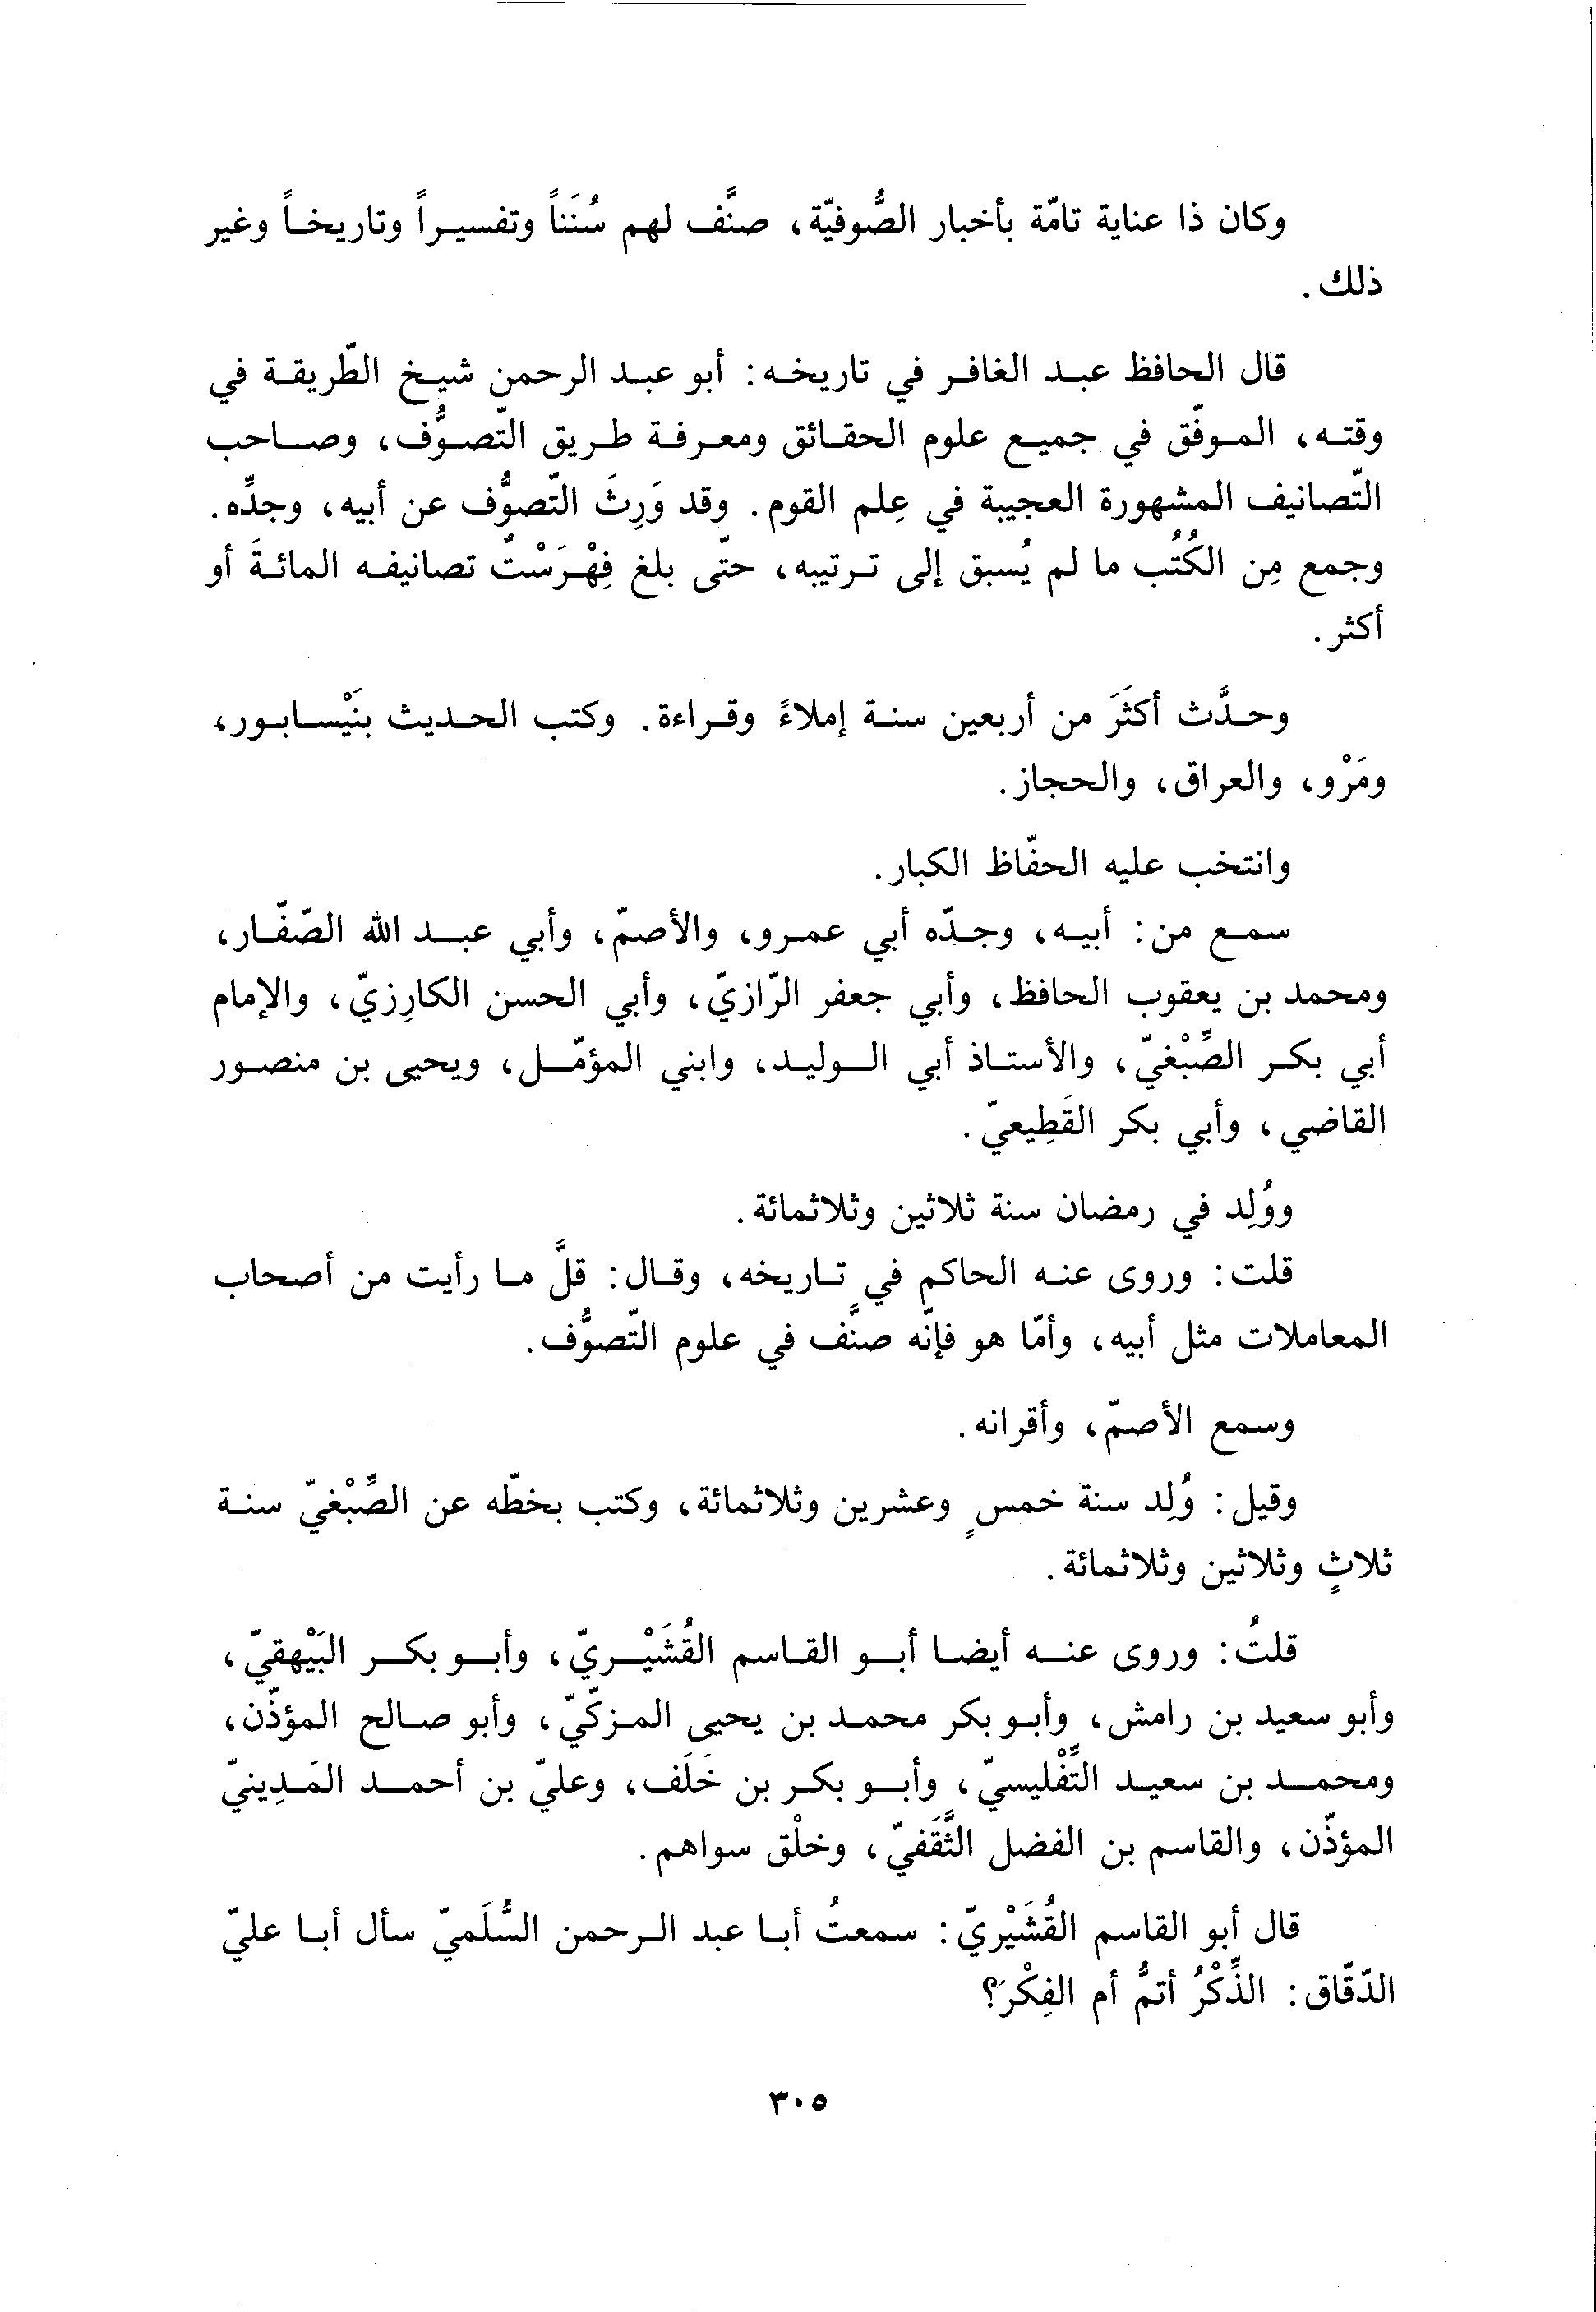 وكان ذا عناية تامّة بأخبار الصُّوفيّة، صنَّف لهم سُنَناً وتفسيراً وتاريخاً وغير
ذلك.
قال الحافظ عبد الغافر في تاريخه: أبو عبد الرحمن شيخ الطّريقة في
وقته، الموفّق في جميع علوم الحقائق ومعرفة طريق التّصوُّف، وصاحب
التّصانيف المشهورة العجيبة في عِلم القوم. وقد وَرِثَ التّصوُّف عن أبيه، وجدِّه.
وجمع مِن الكُتُب ما لم يُسبق إلى ترتيبه، حتّى بلغ فِهْرَسْتُ تصانيفه المائةَ أو
أكثر.
وحدَّث أكثَرَ من أربعين سنة إملاءً وقراءة. وكتب الحديث بنَيْسابور،
ومَرْو، والعراق، والحجاز.
وانتخب عليه الحفّاظ الكبار.
سمع من: أبيه، وجدّه أبي عمرو، والأصمّ، وأبي عبد الله الصّفّار،
ومحمد بن يعقوب الحافظ، وأبي جعفر الرّازيّ، وأبي الحسن الكارِزيّ، والإمام
أبي بكر الصِّبْغيّ، والأستاذ أبي الوليد، وابني المؤمّل، ويحيى بن منصور
القاضي، وأبي بكر القَطِيعيّ.
ووُلِد في رمضان سنة ثلاثين وثلاثمائة.
قلت: وروى عنه الحاكم في تاريخه، وقال: قلَّ ما رأيت من أصحاب
المعاملات مثل أبيه، وأمّا هو فإنّه صنَّف في علوم التّصوُّف.
وسمع الأصمّ، وأقرانه.
وقيل: وُلِد سنة خمسٍ وعشرين وثلاثمائة، وكتب بخطّه عن الصِّبْغيّ سنة
ثلاثٍ وثلاثين وثلاثمائة.
قلتُ: وروى عنه أيضا أبو القاسم القُشَيْريّ، وأبو بكر البَيْهقيّ،
وأبو سعيد بن رامش، وأبو بكر محمد بن يحيى المزكّيّ، وأبو صالح المؤذّن،
ومحمد بن سعيد التِّفْليسيّ، وأبو بكر بن خَلَف، وعليّ بن أحمد المَدِينيّ
المؤذّن، والقاسم بن الفضل الثَّقَفيّ، وخلْق سواهم.
قال أبو القاسم القُشَيْريّ: سمعتُ أبا عبد الرحمن السُّلَميّ سأل أبا عليّ
الدّقّاق: الذِّكْرُ أتمُّ أم الفِكْرَ؟
٣٠٥